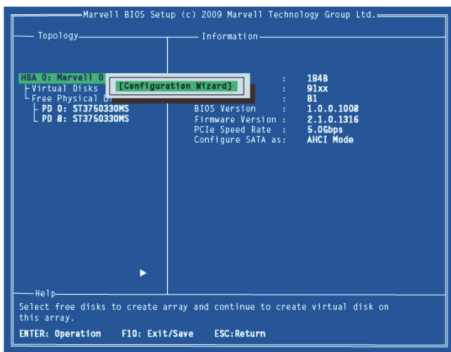 Marvell BIOS Setup (c) 2009 Marvell Technology Group Ltd.
Topology
Information
HBA 0: Marvell 0
: 1B4B
Virtual Disks
[Configuration Wizard]
: 91xx
Free Physical D
: B1
PD 0: ST3750330NS
BIOS Version : 1.0.0.1008
PD 8: ST3750330NS
Firmware Version : 2.1.0.1316
PCIe Speed Rate : 5.0Gbps
Configure SATA as: AHCI Mode
Help
Select free disks to create array and continue to create virtual disk on
this array.
ENTER: Operation F10: Exit/Save ESC:Return